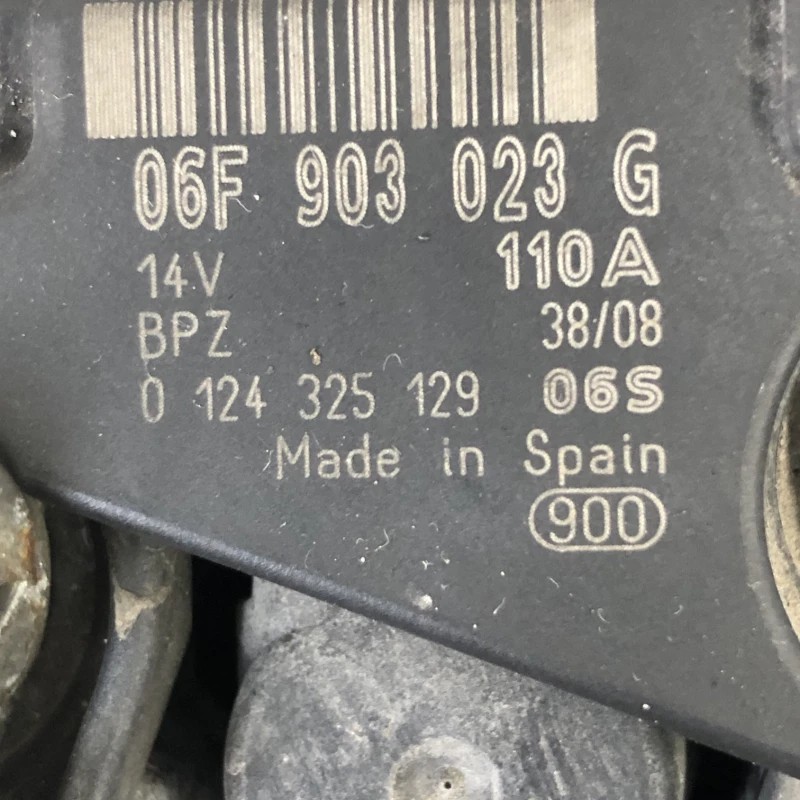 06F 903 023 G
14V 110A
BPZ 38/08
0 124 325 129 06S
Made in Spain
900